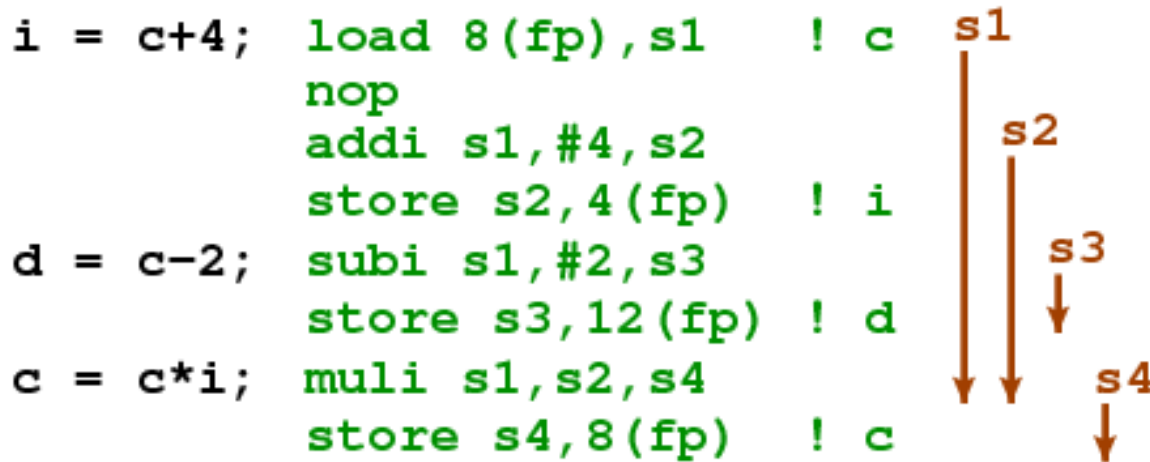 i = c+4; load 8(fp),s1 ! c s1
nop
addi s1,#4,s2 s2
store s2,4(fp) ! i
d = c−2; subi s1,#2,s3 s3
store s3,12(fp) ! d
c = c*i; muli s1,s2,s4 s4
store s4,8(fp) ! c